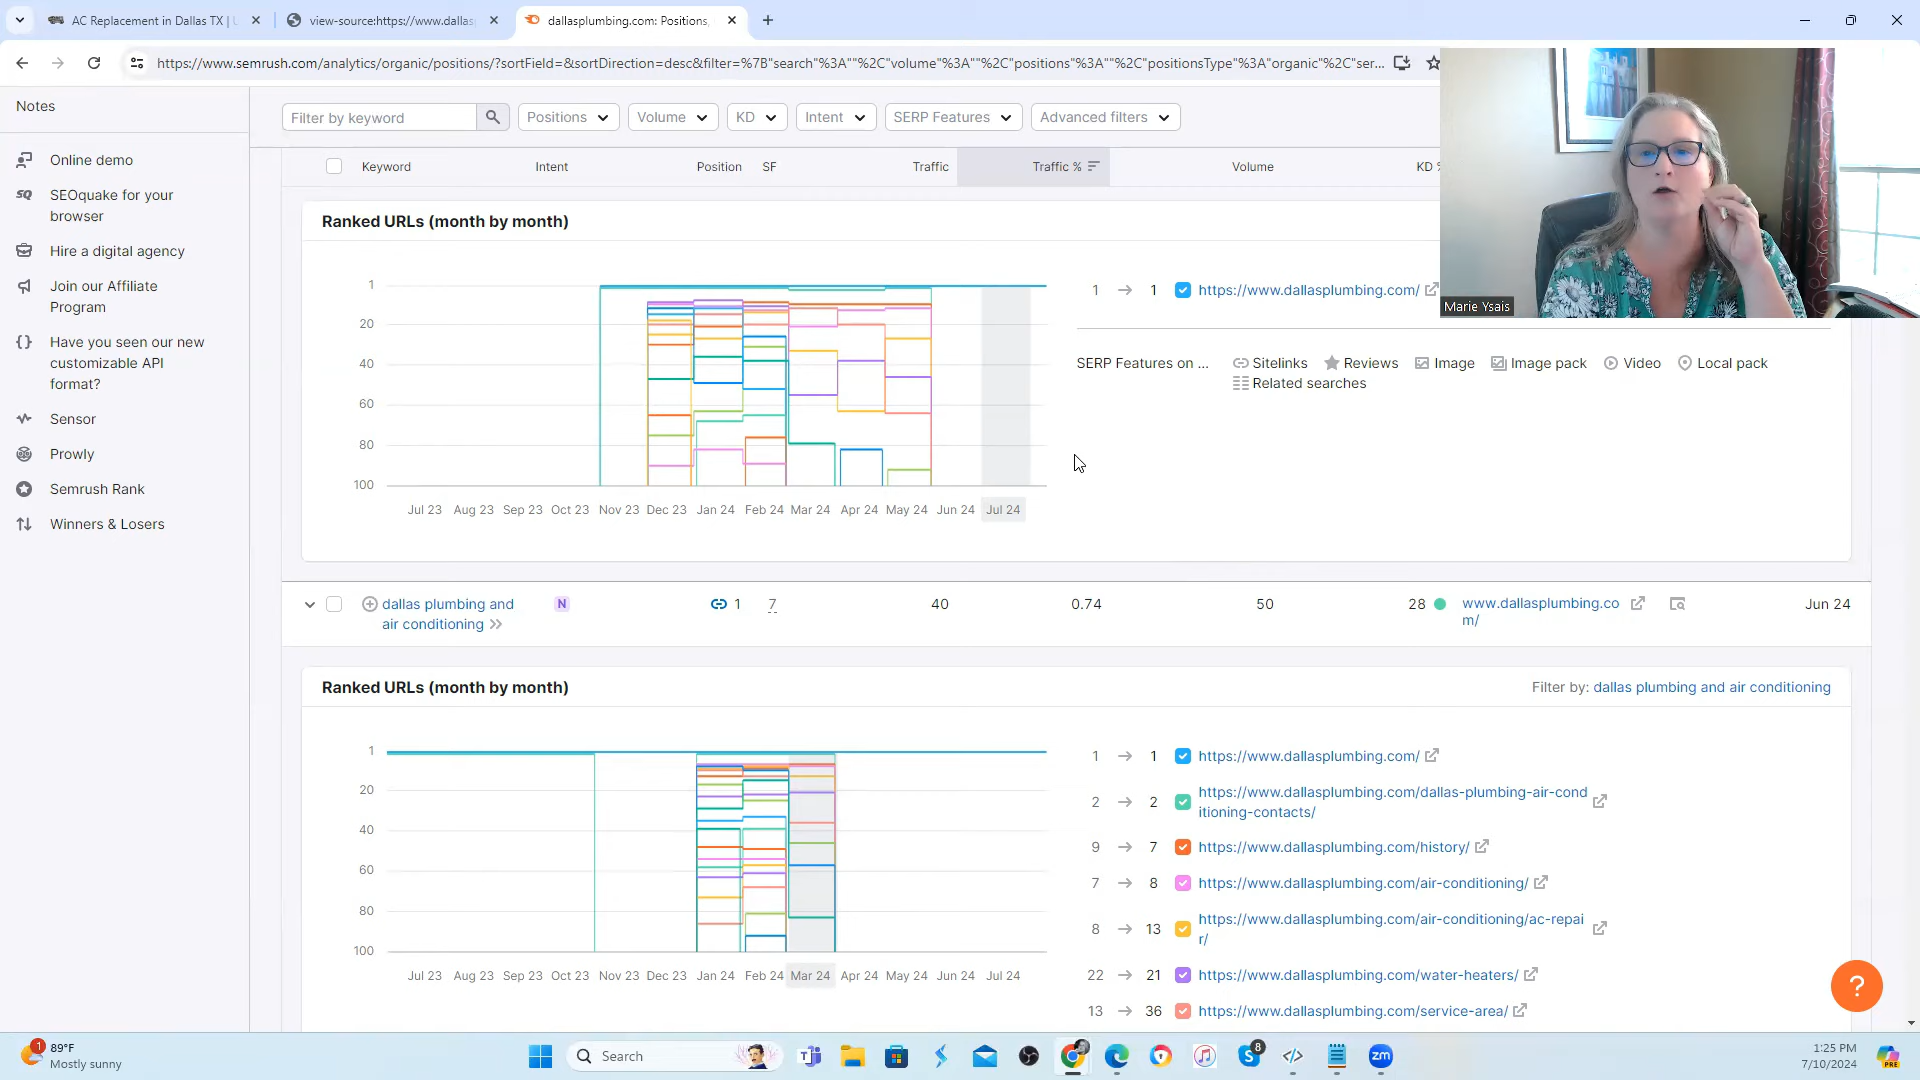 AC Replacement in Dallas TX |
view-source:https://www.dallas
dallasplumbing.com: Positions,
https://www.semrush.com/analytics/organic/positions/?sortField=&sortDirection=desc&filter=%7B"search"%3A""%2C"volume"%3A""%2C"positions"%3A""%2C"positionsType"%3A"organic"%2C"ser...
Notes
Online demo
SEOquake for your
browser
Hire a digital agency
Join our Affiliate
Program
Have you seen our new
customizable API
format?
Sensor
Prowly
Semrush Rank
Winners & Losers
Filter by keyword
Positions
Volume
KD
Intent
SERP Features
Advanced filters
Keyword Intent Position SF Traffic Traffic % Volume KD %
Marie Ysais
Ranked URLs (month by month)
1
20
40
60
80
100
Jul 23 Aug 23 Sep 23 Oct 23 Nov 23 Dec 23 Jan 24 Feb 24 Mar 24 Apr 24 May 24 Jun 24 Jul 24
1 → 1 https://www.dallasplumbing.com/
SERP Features on ... Sitelinks Reviews Image Image pack Video Local pack
Related searches
dallas plumbing and N 1 7 40 0.74 50 28 www.dallasplumbing.co Jun 24
air conditioning >> m/
Ranked URLs (month by month)
Filter by: dallas plumbing and air conditioning
1
20
40
60
80
100
Jul 23 Aug 23 Sep 23 Oct 23 Nov 23 Dec 23 Jan 24 Feb 24 Mar 24 Apr 24 May 24 Jun 24 Jul 24
1 → 1 https://www.dallasplumbing.com/
2 → 2 https://www.dallasplumbing.com/dallas-plumbing-air-cond
itioning-contacts/
9 → 7 https://www.dallasplumbing.com/history/
7 → 8 https://www.dallasplumbing.com/air-conditioning/
8 → 13 https://www.dallasplumbing.com/air-conditioning/ac-repai
r/
22 → 21 https://www.dallasplumbing.com/water-heaters/
13 → 36 https://www.dallasplumbing.com/service-area/
?
1
89°F
Mostly sunny
Search
8
zm
PRE
1:25 PM
7/10/2024